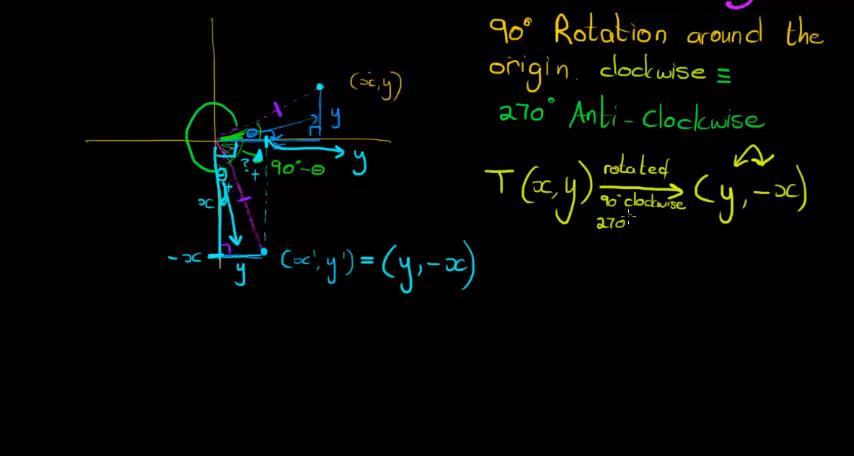 90° Rotation around the
origin. clockwise ≡
270° Anti-Clockwise
(x,y)
y
θ
x
y
?
+
90°-θ
θ
+
x
-x
y
(x',y') = (y,-x)
T(x,y) rotated (y,-x)
90° clockwise
270°